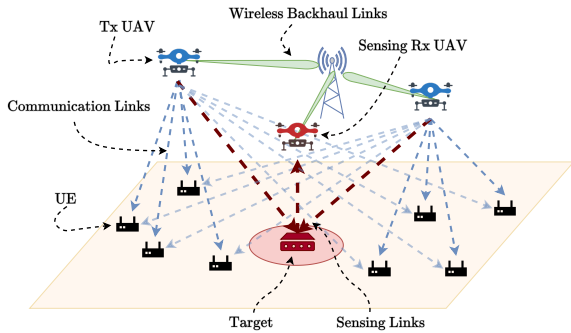 Wireless Backhaul Links
Tx UAV
Sensing Rx UAV
Communication Links
UE
Target
Sensing Links